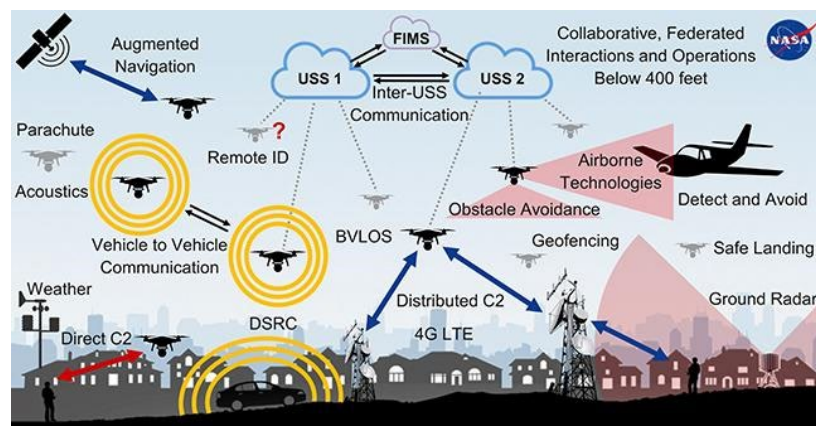 FIMS
Collaborative, Federated
Interactions and Operations
Below 400 feet
NASA
Augmented
Navigation
USS 1
USS 2
Inter-USS
Communication
Parachute
?
Remote ID
Airborne
Technologies
Acoustics
Detect and Avoid
Obstacle Avoidance
Vehicle to Vehicle
Communication
BVLOS
Geofencing
Safe Landing
Weather
Distributed C2
Ground Radar
DSRC
4G LTE
Direct C2